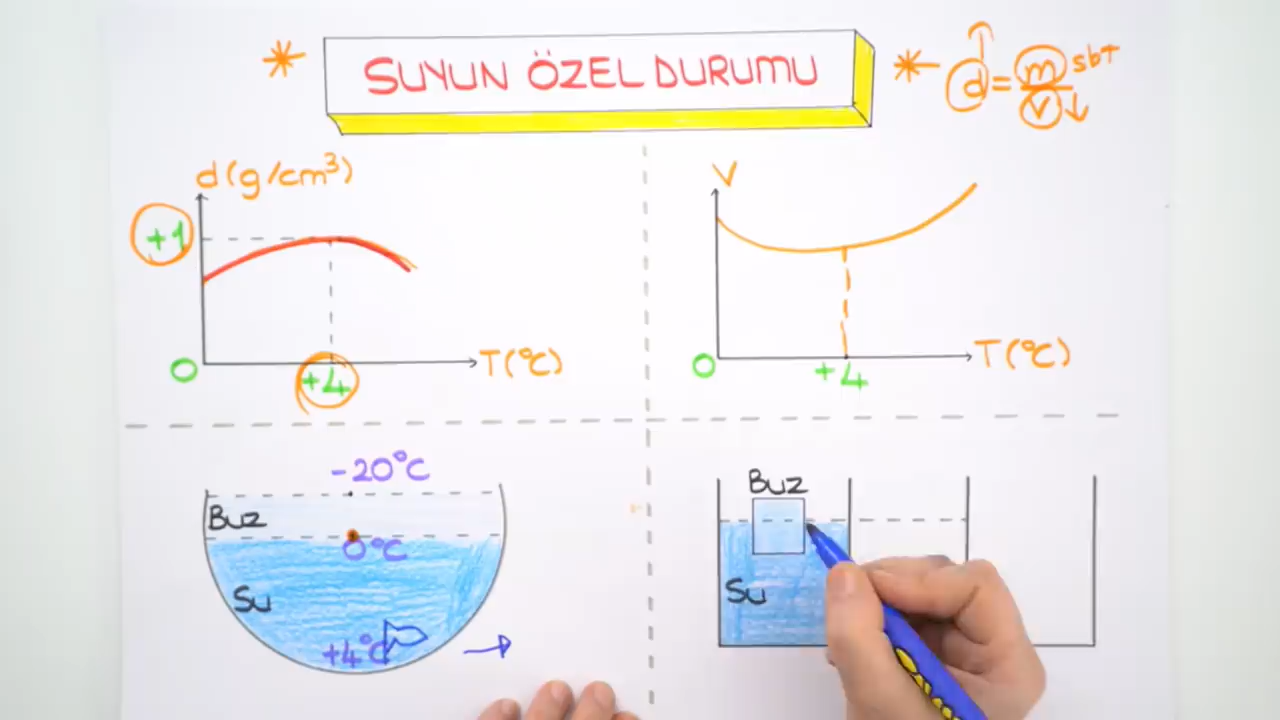 SUYUN ÖZEL DURUMU
d = m/V sbt
d(g/cm³)
+1
0
+4
T(°C)
V
0
+4
T(°C)
-20°C
Buz
0°C
Su
+4°C
Buz
Su